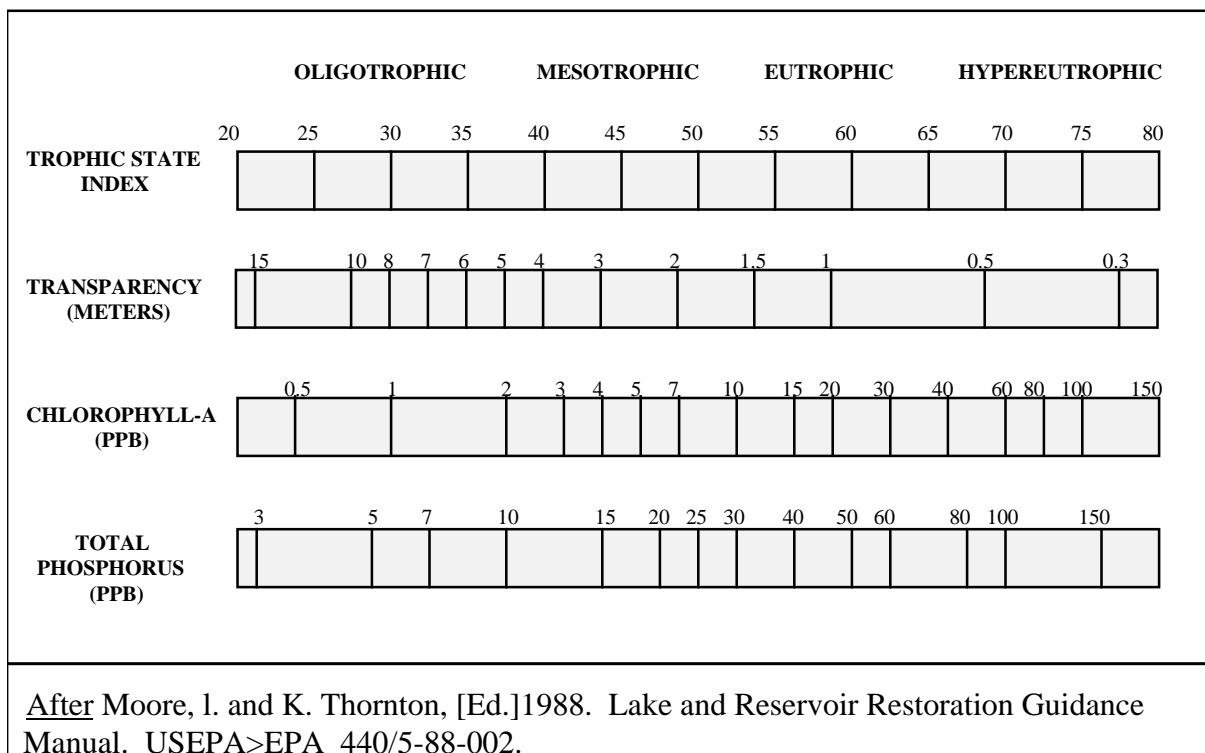 OLIGOTROPHIC MESOTROPHIC EUTROPHIC HYPEREUTROPHIC
20 25 30 35 40 45 50 55 60 65 70 75 80
TROPHIC STATE
INDEX
15 10 8 7 6 5 4 3 2 1.5 1 0.5 0.3
TRANSPARENCY
(METERS)
0.5 1 2 3 4 5 7 10 15 20 30 40 60 80 100 150
CHLOROPHYLL-A
(PPB)
3 5 7 10 15 20 25 30 40 50 60 80 100 150
TOTAL
PHOSPHORUS
(PPB)
After Moore, l. and K. Thornton, [Ed.]1988. Lake and Reservoir Restoration Guidance
Manual. USEPA>EPA 440/5-88-002.